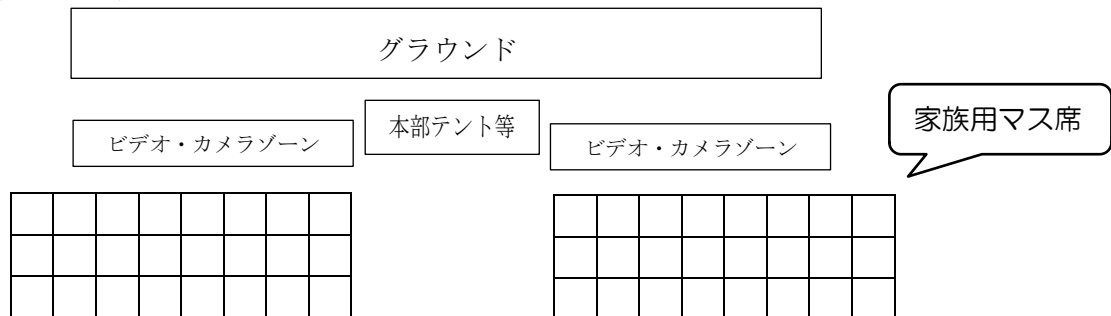 グラウンド
本部テント等
ビデオ・カメラゾーン
ビデオ・カメラゾーン
家族用マス席